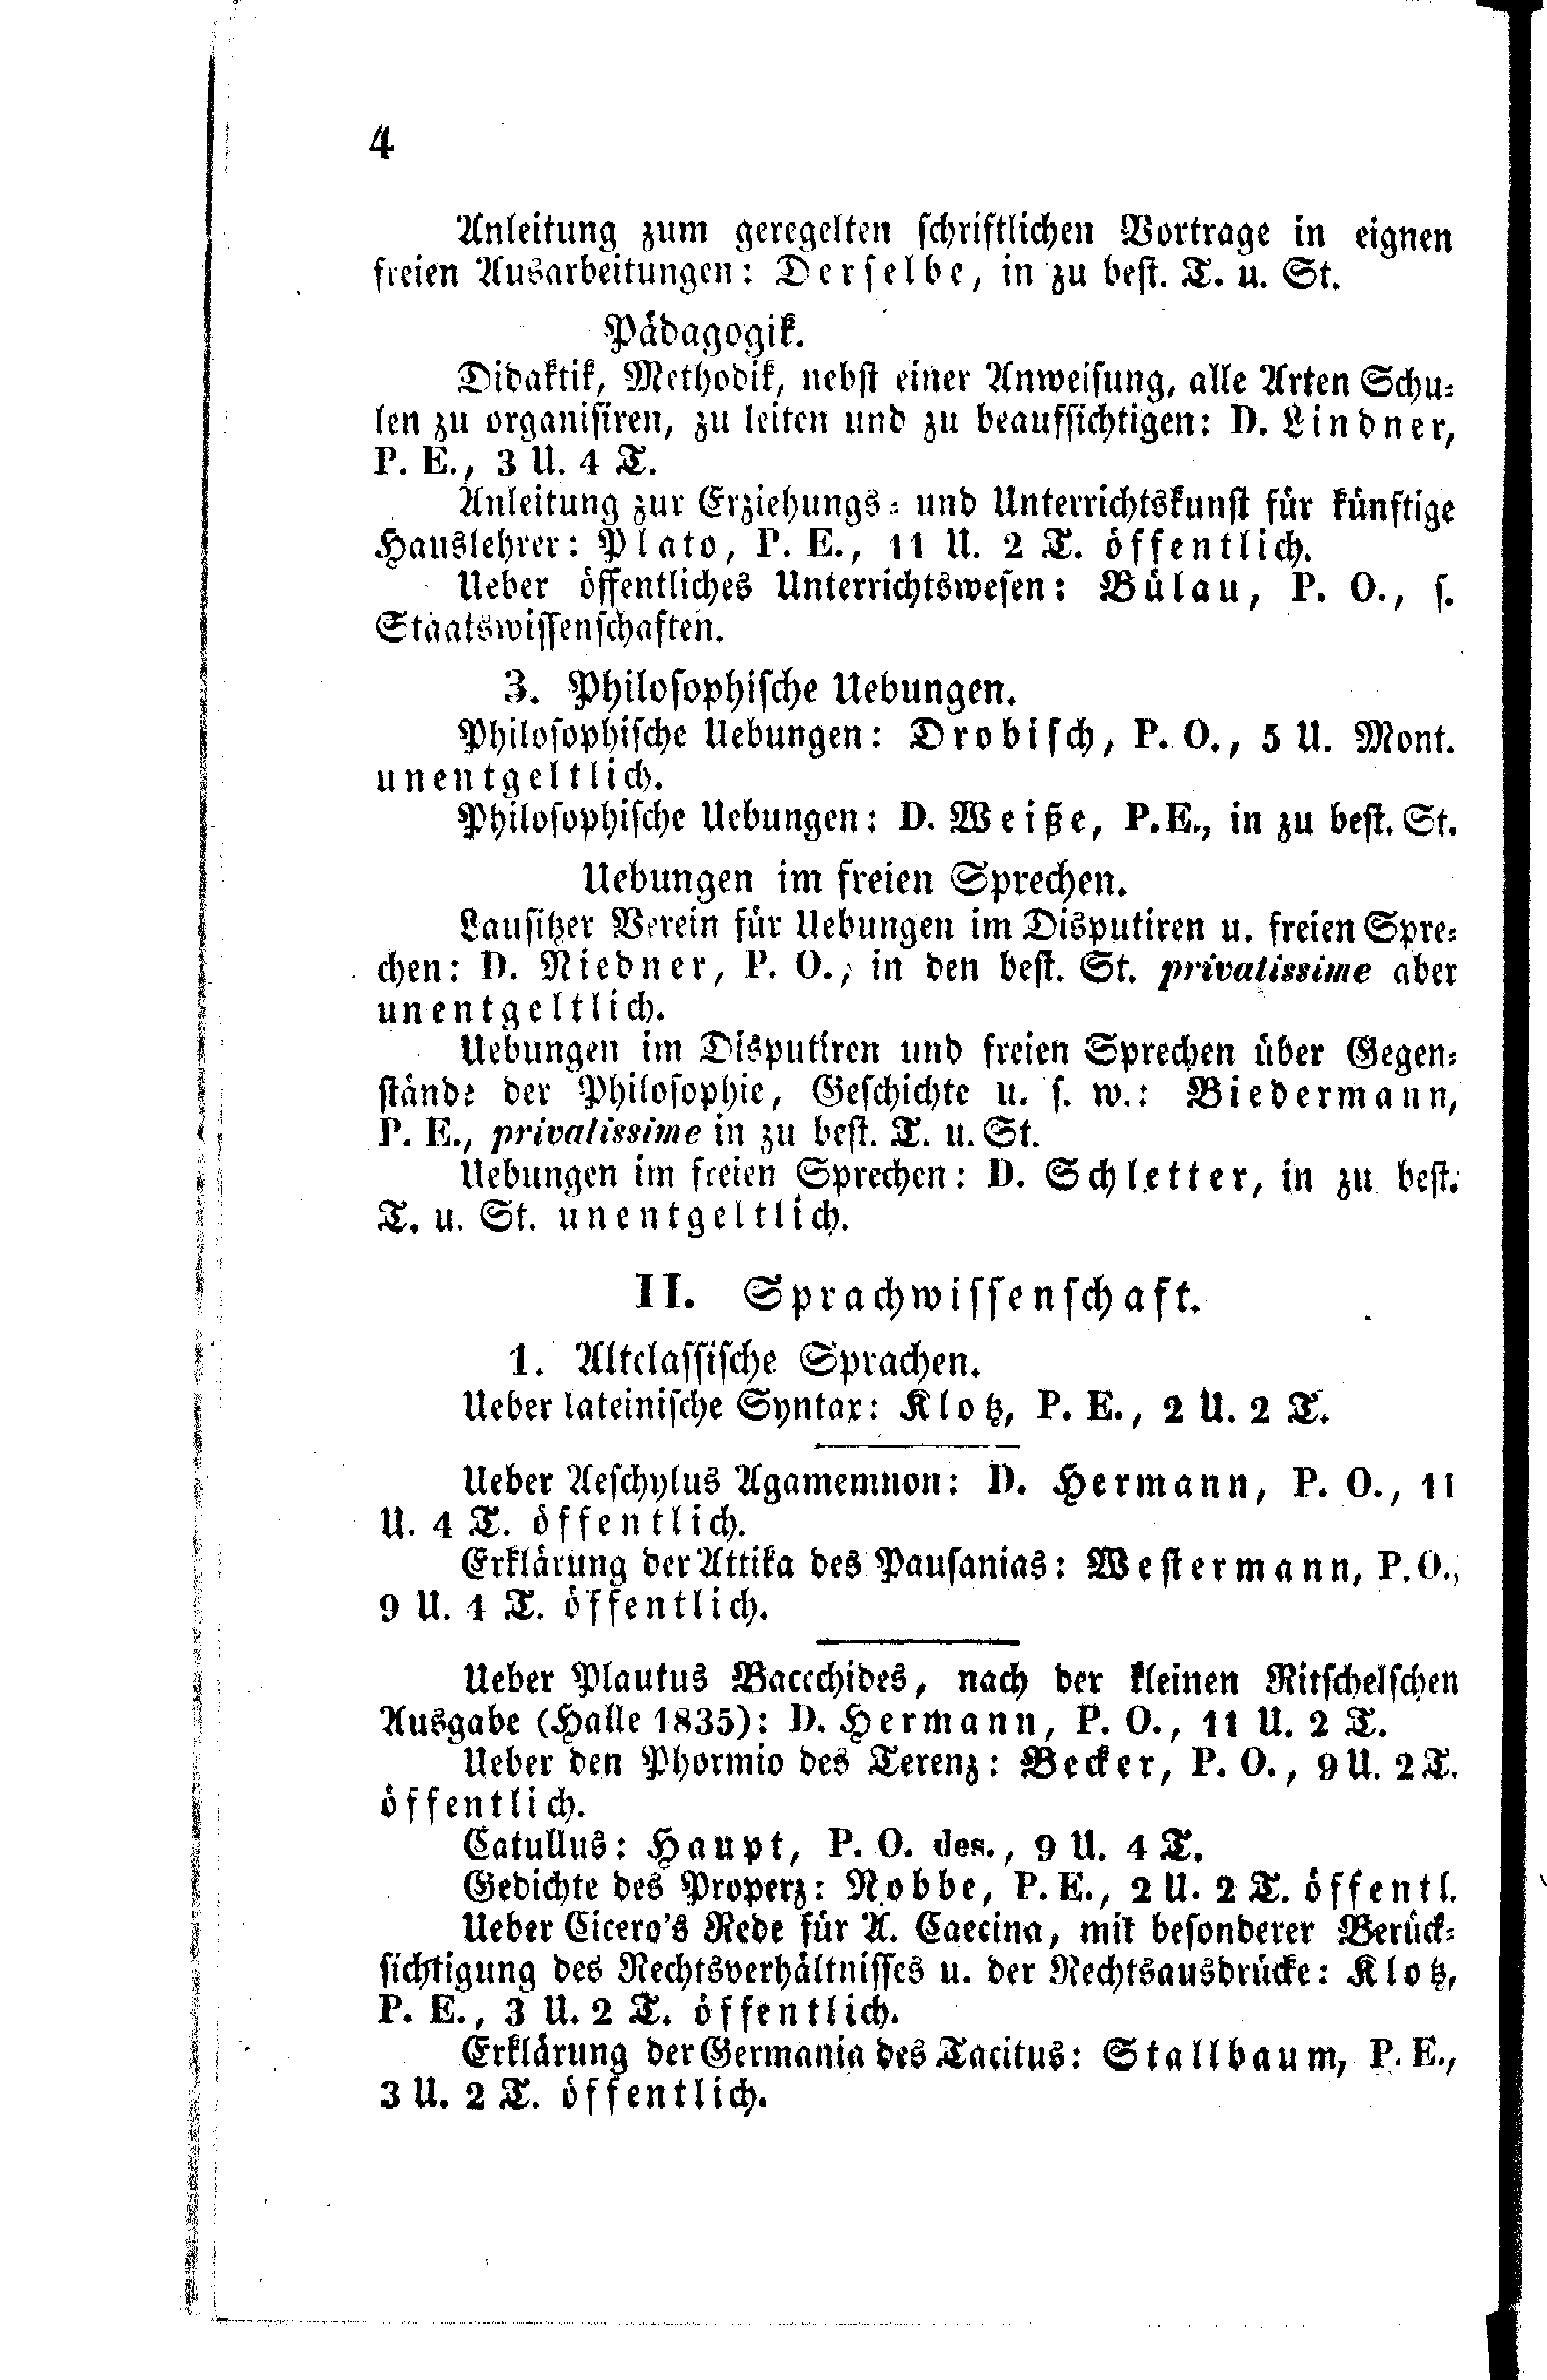 4
Anleitung zum geregelten schriftlichen Vortrage in eignen
freien Ausarbeitungen: Derselbe, in zu best. T. u. St.
Pädagogik.
Didaktik, Methodik, nebst einer Anweisung, alle Arten Schu-
len zu organisiren, zu leiten und zu beaufsichtigen: D. Lindner,
P. E., 3 U. 4 T.
Anleitung zur Erziehungs- und Unterrichtskunst für künftige
Hauslehrer: Plato, P. E., 11 U. 2 T. öffentlich.
Ueber öffentliches Unterrichtswesen: Bülau, P. O., s.
Staatswissenschaften.
3. Philosophische Uebungen.
Philosophische Uebungen: Drobisch, P. O., 5 U. Mont.
unentgeltlich.
Philosophische Uebungen: D. Weiße, P. E., in zu best. St.
Uebungen im freien Sprechen.
Lausitzer Verein für Uebungen im Disputiren u. freien Spre-
chen: D. Niedner, P. O., in den best. St. privatissime aber
unentgeltlich.
Uebungen im Disputiren und freien Sprechen über Gegen-
stände der Philosophie, Geschichte u. s. w.: Biedermann,
P. E., privatissime in zu best. T. u. St.
Uebungen im freien Sprechen: D. Schletter, in zu best.
T. u. St. unentgeltlich.
II. Sprachwissenschaft.
1. Altclassische Sprachen.
Ueber lateinische Syntax: Klotz, P. E., 2 U. 2 T.
Ueber Aeschylus Agamemnon: D. Hermann, P. O., 11
U. 4 T. öffentlich.
Erklärung der Attika des Pausanias: Westermann, P. O.,
9 U. 4 T. öffentlich.
Ueber Plautus Bacchides, nach der kleinen Ritschelschen
Ausgabe (Halle 1835): D. Hermann, P. O., 11 U. 2 T.
Ueber den Phormio des Terenz: Becker, P. O., 9 U. 2 T.
öffentlich.
Catullus: Haupt, P. O. des., 9 U. 4 T.
Gedichte des Properz: Nobbe, P. E., 2 U. 2 T. öffentl.
Ueber Cicero's Rede für A. Caecina, mit besonderer Berück-
sichtigung des Rechtsverhältnisses u. der Rechtsausdrücke: Klotz,
P. E., 3 U. 2 T. öffentlich.
Erklärung der Germania des Tacitus: Stallbaum, P. E.,
3 U. 2 T. öffentlich.